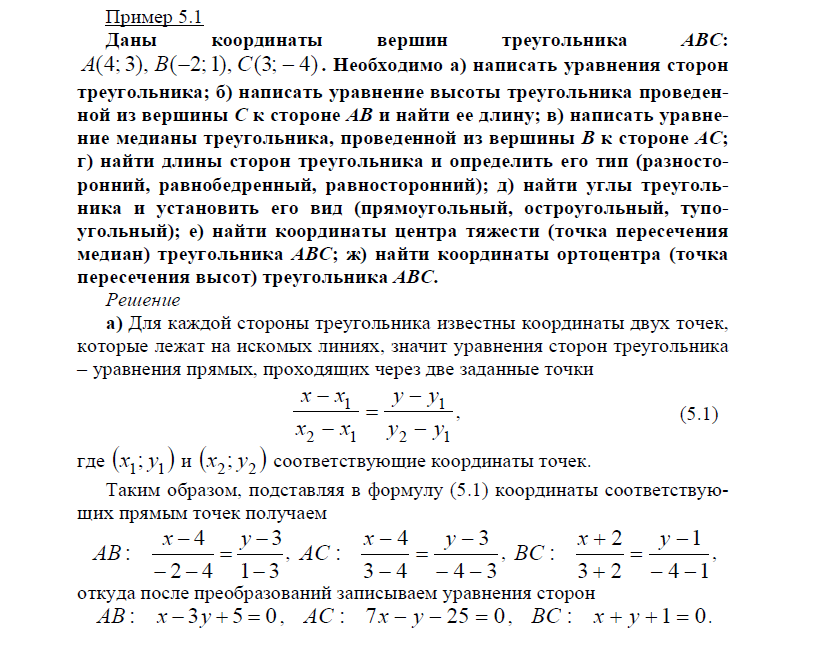 Пример 5.1
Даны координаты вершин треугольника ABC:
A(4; 3), B(−2; 1), C(3; − 4). Необходимо а) написать уравнения сторон
треугольника; б) написать уравнение высоты треугольника проведен-
ной из вершины C к стороне AB и найти ее длину; в) написать уравне-
ние медианы треугольника, проведенной из вершины B к стороне AC;
г) найти длины сторон треугольника и определить его тип (разносто-
ронний, равнобедренный, равносторонний); д) найти углы треуголь-
ника и установить его вид (прямоугольный, остроугольный, тупо-
угольный); е) найти координаты центра тяжести (точка пересечения
медиан) треугольника ABC; ж) найти координаты ортоцентра (точка
пересечения высот) треугольника ABC.
Решение
а) Для каждой стороны треугольника известны координаты двух точек,
которые лежат на искомых линиях, значит уравнения сторон треугольника
– уравнения прямых, проходящих через две заданные точки
(x − x₁)/(x₂ − x₁) = (y − y₁)/(y₂ − y₁), (5.1)
где (x₁; y₁) и (x₂; y₂) соответствующие координаты точек.
Таким образом, подставляя в формулу (5.1) координаты соответствую-
щих прямым точек получаем
AB: (x − 4)/(− 2 − 4) = (y − 3)/(1 − 3), AC: (x − 4)/(3 − 4) = (y − 3)/(− 4 − 3), BC: (x + 2)/(3 + 2) = (y − 1)/(− 4 − 1),
откуда после преобразований записываем уравнения сторон
AB: x − 3y + 5 = 0, AC: 7x − y − 25 = 0, BC: x + y + 1 = 0.